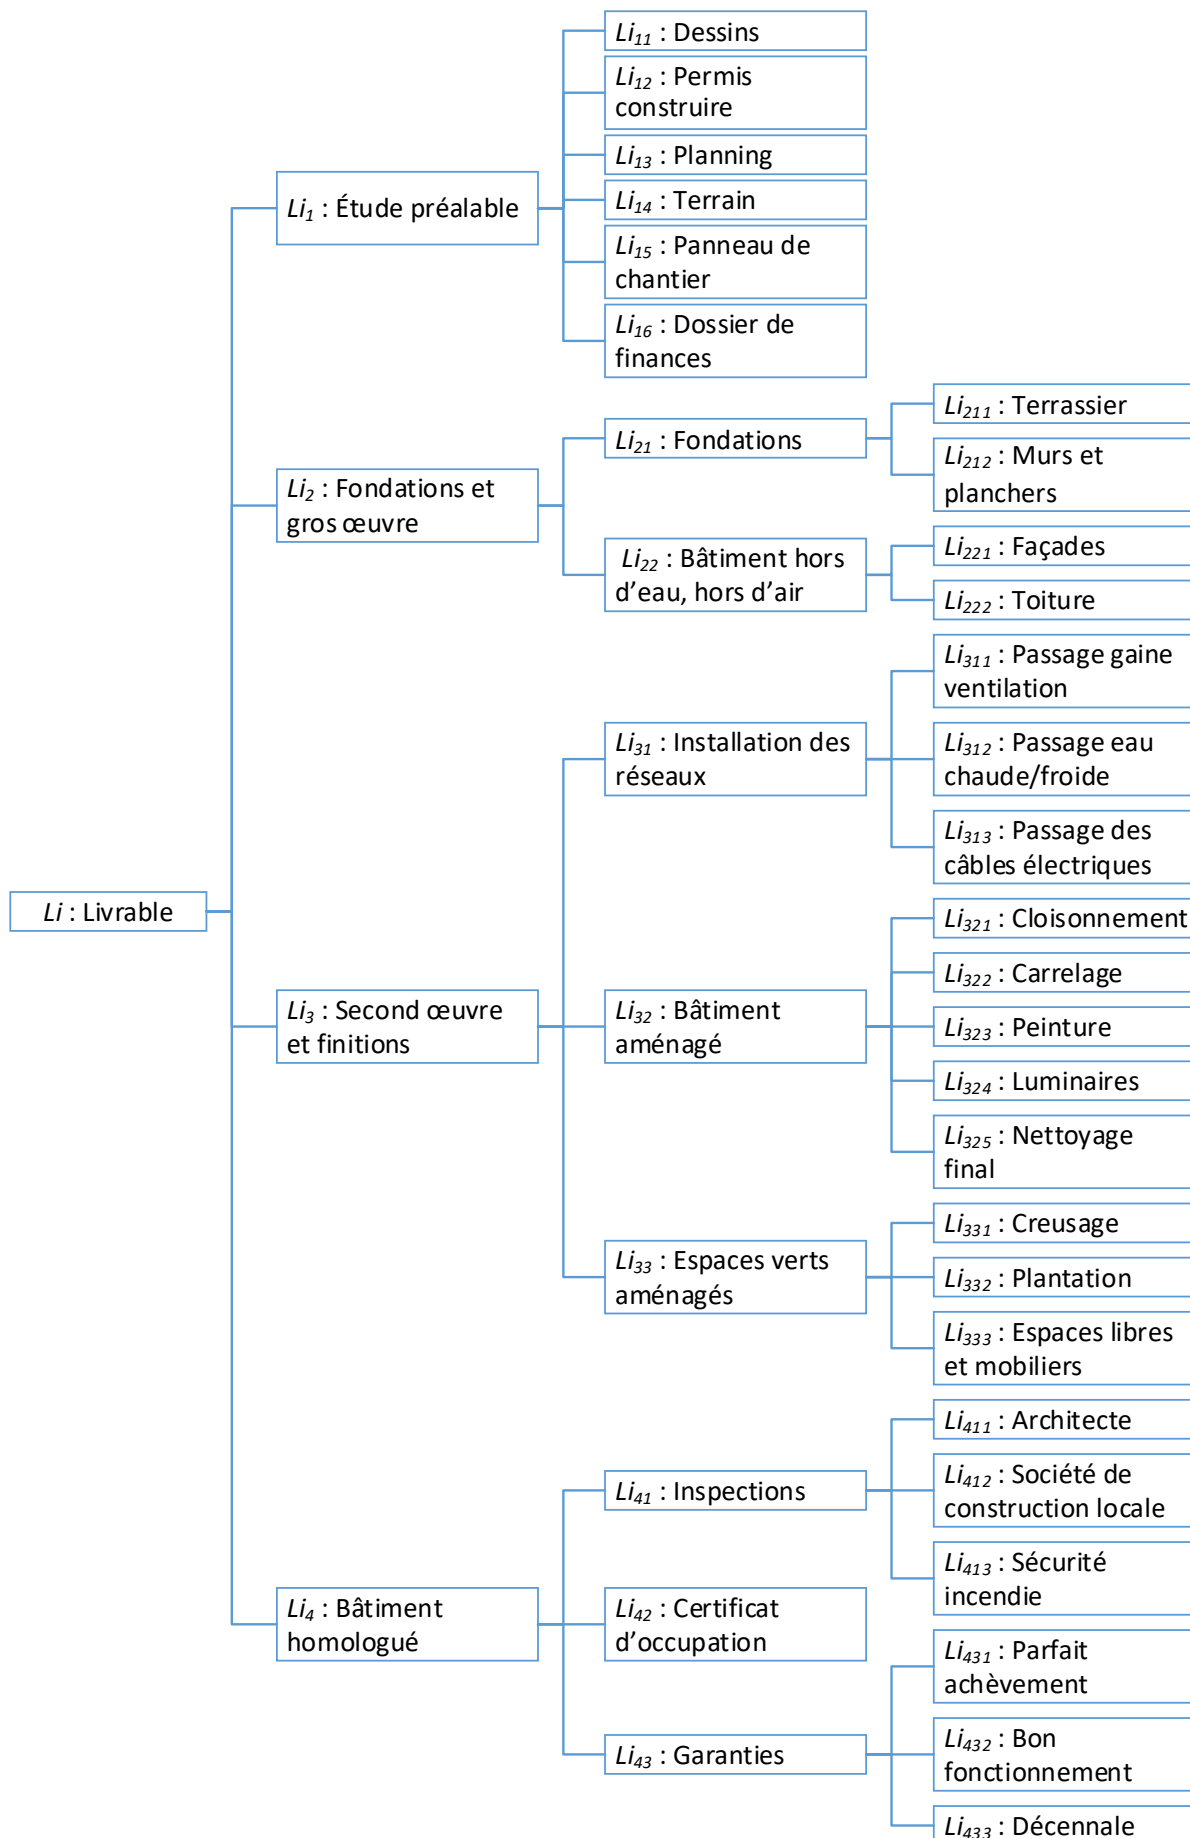 Li : Livrable
Li1 : Étude préalable
Li11 : Dessins
Li12 : Permis
construire
Li13 : Planning
Li14 : Terrain
Li15 : Panneau de
chantier
Li16 : Dossier de
finances
Li2 : Fondations et
gros œuvre
Li21 : Fondations
Li211 : Terrassier
Li212 : Murs et
planchers
Li22 : Bâtiment hors
d’eau, hors d’air
Li221 : Façades
Li222 : Toiture
Li3 : Second œuvre
et finitions
Li31 : Installation des
réseaux
Li311 : Passage gaine
ventilation
Li312 : Passage eau
chaude/froide
Li313 : Passage des
câbles électriques
Li32 : Bâtiment
aménagé
Li321 : Cloisonnement
Li322 : Carrelage
Li323 : Peinture
Li324 : Luminaires
Li325 : Nettoyage
final
Li33 : Espaces verts
aménagés
Li331 : Creusage
Li332 : Plantation
Li333 : Espaces libres
et mobiliers
Li4 : Bâtiment
homologué
Li41 : Inspections
Li411 : Architecte
Li412 : Société de
construction locale
Li413 : Sécurité
incendie
Li42 : Certificat
d’occupation
Li43 : Garanties
Li431 : Parfait
achèvement
Li432 : Bon
fonctionnement
Li433 : Décennale